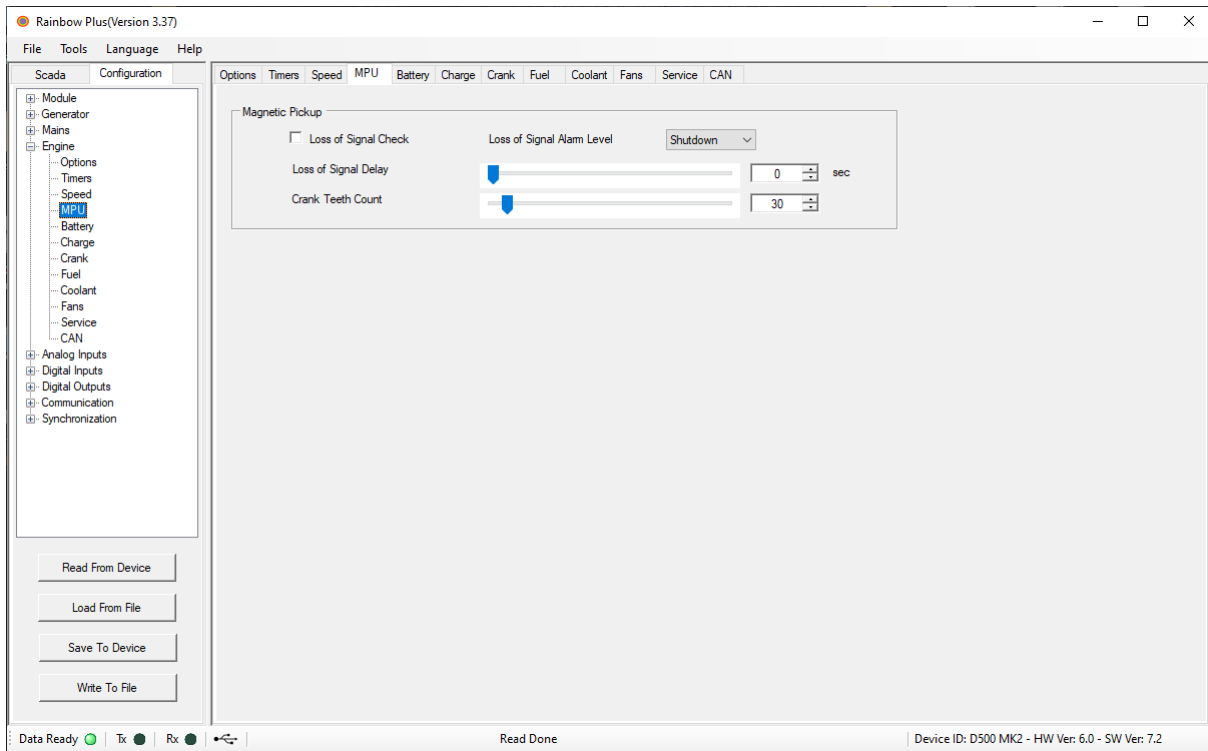 Rainbow Plus(Version 3.37)
File Tools Language Help
Scada Configuration
Options Timers Speed MPU Battery Charge Crank Fuel Coolant Fans Service CAN
Module
Generator
Mains
Engine
Options
Timers
Speed
MPU
Battery
Charge
Crank
Fuel
Coolant
Fans
Service
CAN
Analog Inputs
Digital Inputs
Digital Outputs
Communication
Synchronization
Magnetic Pickup
Loss of Signal Check Loss of Signal Alarm Level Shutdown
Loss of Signal Delay 0 sec
Crank Teeth Count 30
Read From Device
Load From File
Save To Device
Write To File
Data Ready Tx Rx Read Done Device ID: D500 MK2 - HW Ver: 6.0 - SW Ver: 7.2